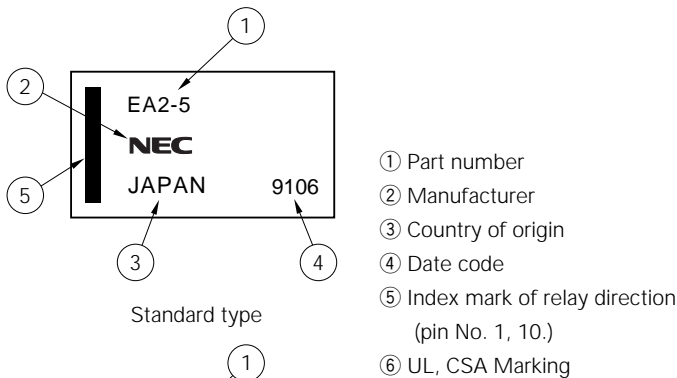 ①
②
EA2-5
NEC
JAPAN 9106
⑤
③
④
Standard type
①
① Part number
② Manufacturer
③ Country of origin
④ Date code
⑤ Index mark of relay direction
(pin No. 1, 10.)
⑥ UL, CSA Marking